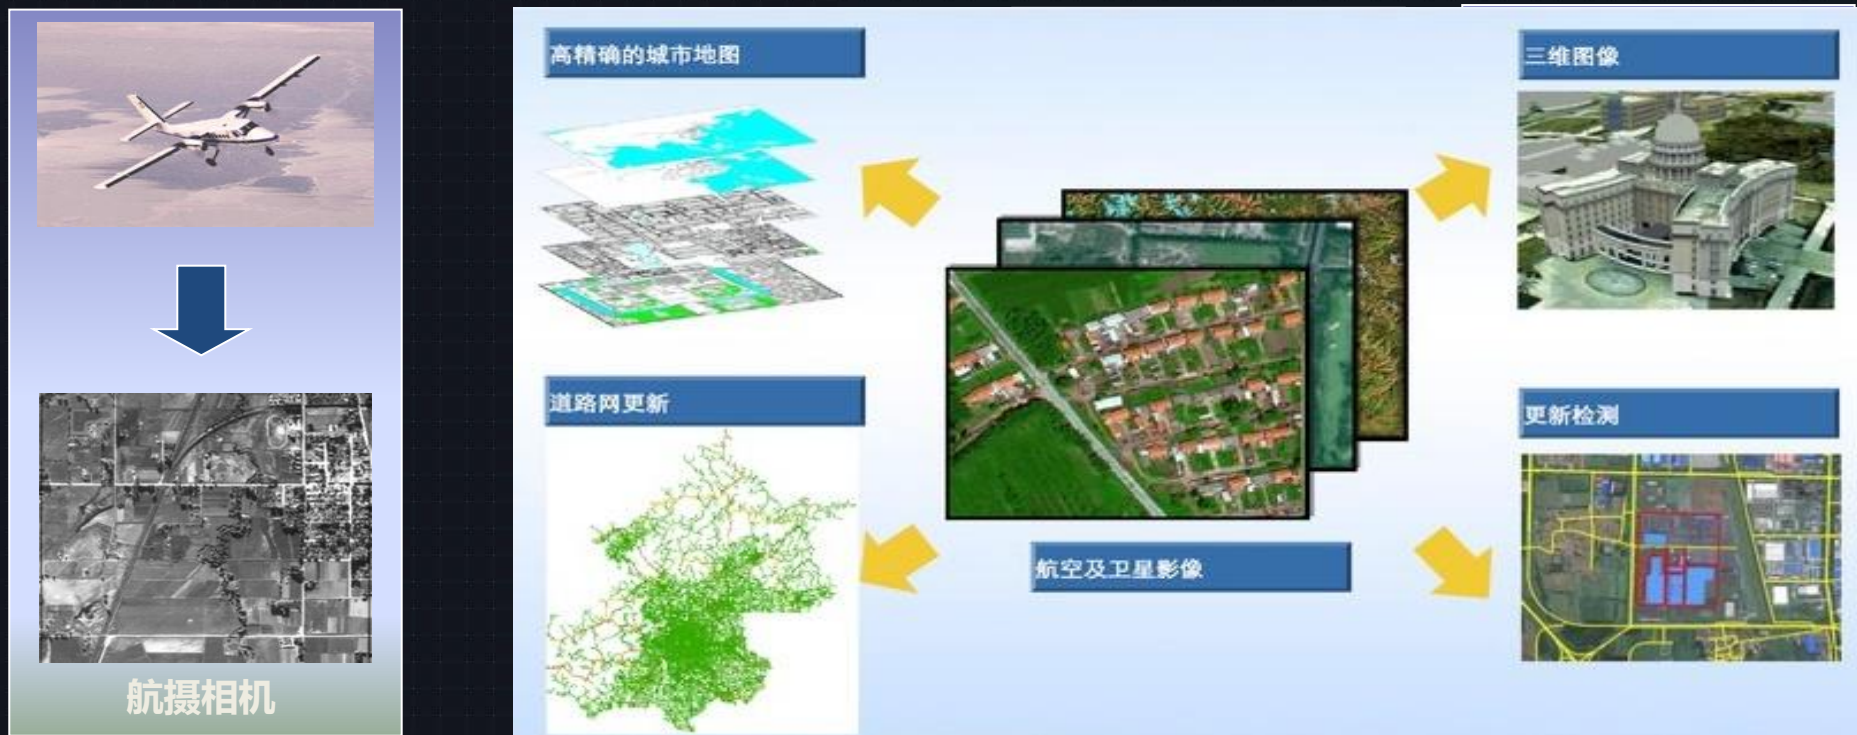 航摄相机
高精确的城市地图
三维图像
道路网更新
更新检测
航空及卫星影像